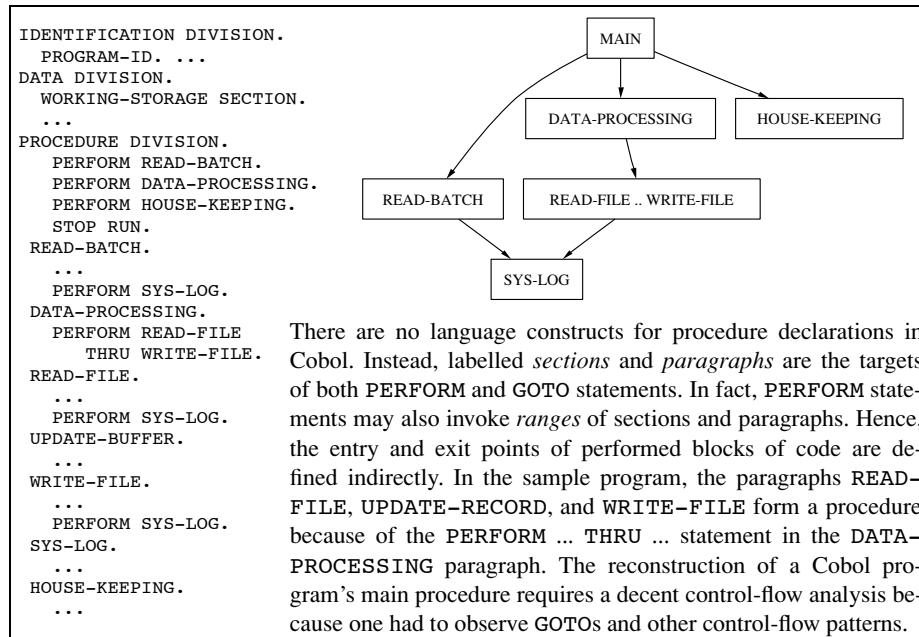 IDENTIFICATION DIVISION.
PROGRAM-ID. ...
DATA DIVISION.
WORKING-STORAGE SECTION.
...
PROCEDURE DIVISION.
PERFORM READ-BATCH.
PERFORM DATA-PROCESSING.
PERFORM HOUSE-KEEPING.
STOP RUN.
READ-BATCH.
...
PERFORM SYS-LOG.
DATA-PROCESSING.
PERFORM READ-FILE
THRU WRITE-FILE.
READ-FILE.
...
PERFORM SYS-LOG.
UPDATE-BUFFER.
...
WRITE-FILE.
...
PERFORM SYS-LOG.
SYS-LOG.
...
HOUSE-KEEPING.
...
MAIN
DATA-PROCESSING
HOUSE-KEEPING
READ-BATCH
READ-FILE .. WRITE-FILE
SYS-LOG
There are no language constructs for procedure declarations in
Cobol. Instead, labelled sections and paragraphs are the targets
of both PERFORM and GOTO statements. In fact, PERFORM state-
ments may also invoke ranges of sections and paragraphs. Hence,
the entry and exit points of performed blocks of code are de-
fined indirectly. In the sample program, the paragraphs READ-
FILE, UPDATE-RECORD, and WRITE-FILE form a procedure
because of the PERFORM ... THRU ... statement in the DATA-
PROCESSING paragraph. The reconstruction of a Cobol pro-
gram's main procedure requires a decent control-flow analysis be-
cause one had to observe GOTOs and other control-flow patterns.